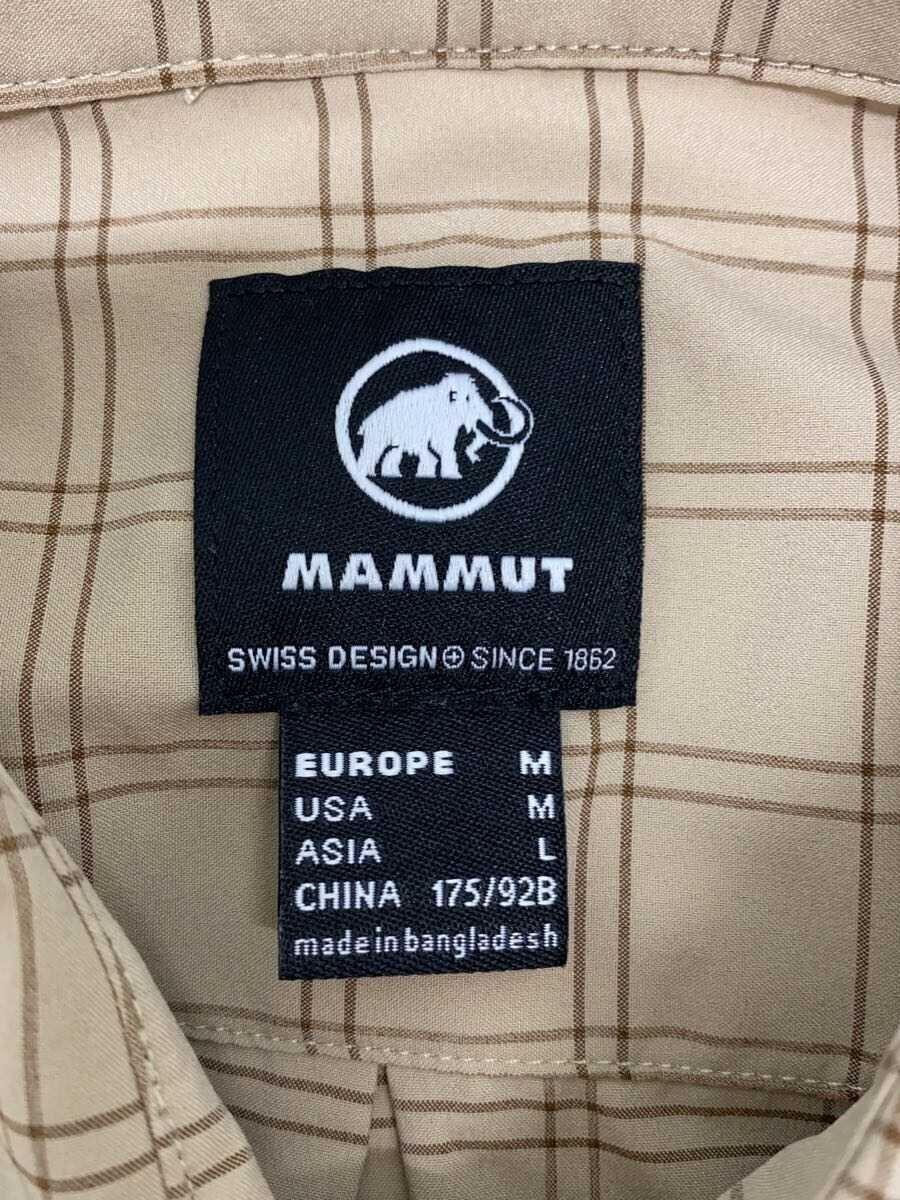 MAMMUT
SWISS DESIGN SINCE 1862
EUROPE M
USA M
ASIA L
CHINA 175/92B
made in bangladesh